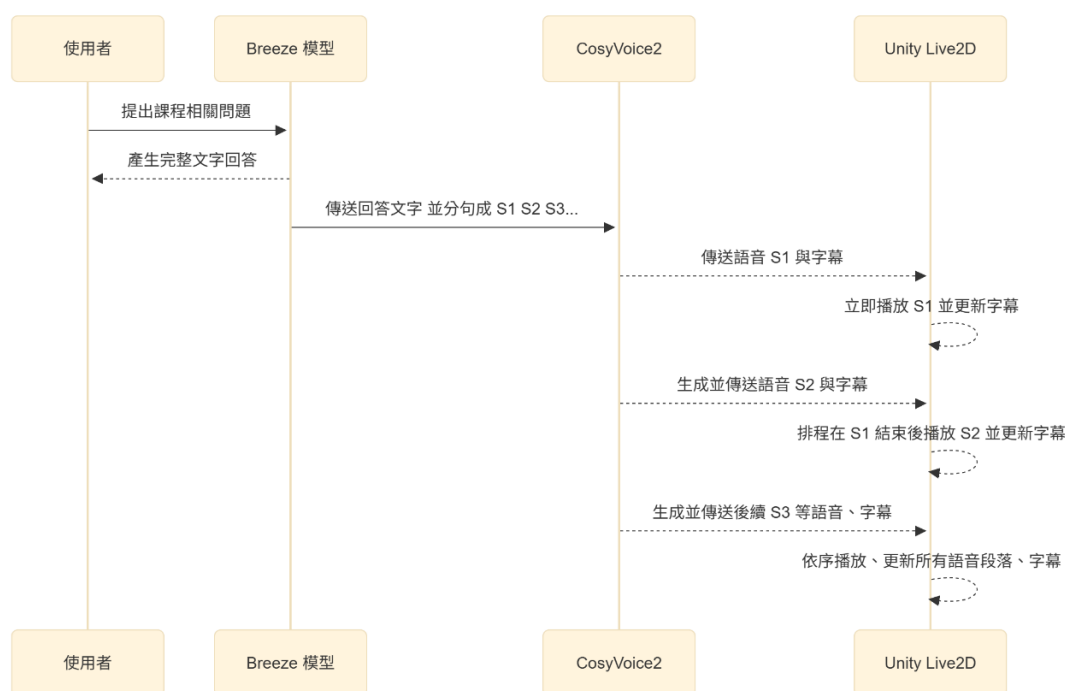 使用者
Breeze 模型
CosyVoice2
Unity Live2D
提出課程相關問題
產生完整文字回答
傳送回答文字 並分句成 S1 S2 S3...
傳送語音 S1 與字幕
立即播放 S1 並更新字幕
生成並傳送語音 S2 與字幕
排程在 S1 結束後播放 S2 並更新字幕
生成並傳送後續 S3 等語音、字幕
依序播放、更新所有語音段落、字幕
使用者
Breeze 模型
CosyVoice2
Unity Live2D